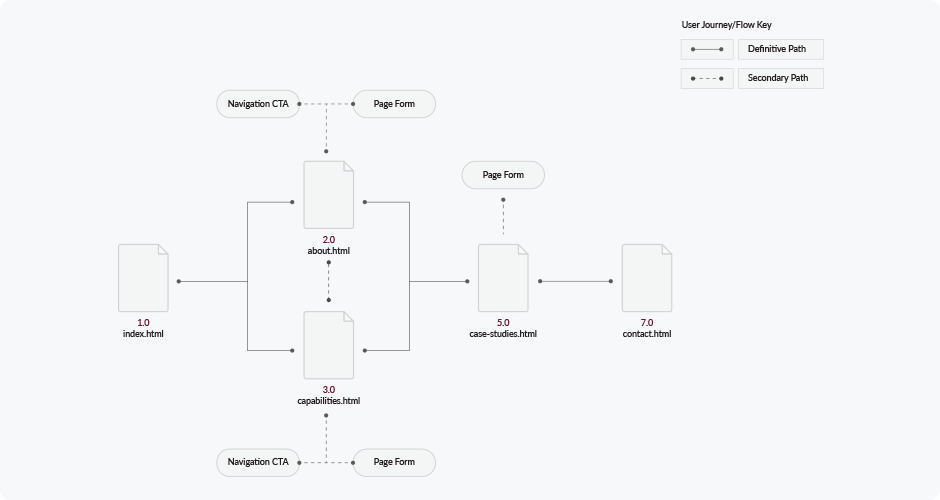 User Journey/Flow Key
Definitive Path
Secondary Path
Navigation CTA
Page Form
Page Form
2.0
about.html
1.0
index.html
5.0
case-studies.html
7.0
contact.html
3.0
capabilities.html
Navigation CTA
Page Form